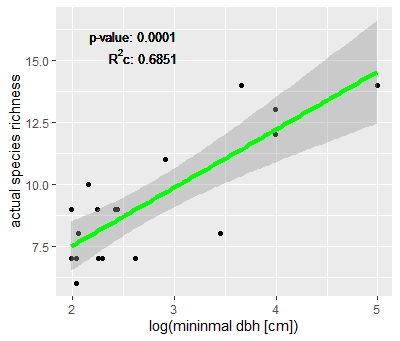 p-value: 0.0001
R²c: 0.6851
15.0
12.5
10.0
7.5
actual species richness
2 3 4 5
log(mininmal dbh [cm])